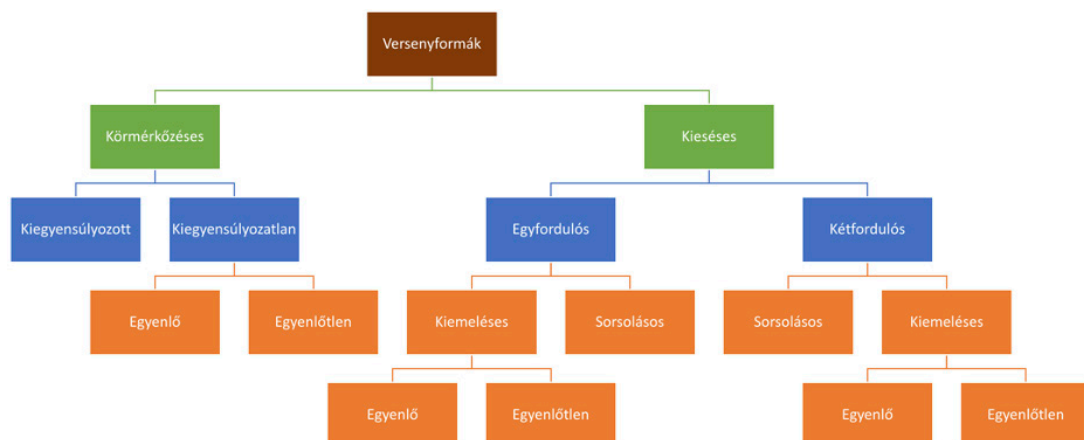 Versenyformák
Körmérkőzéses
Kieséses
Kiegyensúlyozott
Kiegyensúlyozatlan
Egyfordulós
Kétfordulós
Egyenlő
Egyenlőtlen
Kiemeléses
Sorsolásos
Sorsolásos
Kiemeléses
Egyenlő
Egyenlőtlen
Egyenlő
Egyenlőtlen